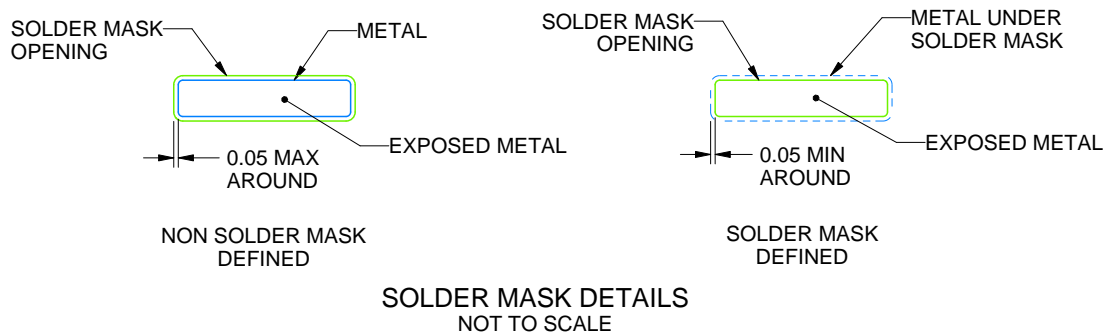 SOLDER MASK
OPENING
METAL
EXPOSED METAL
0.05 MAX
AROUND
NON SOLDER MASK
DEFINED
SOLDER MASK
OPENING
METAL UNDER
SOLDER MASK
EXPOSED METAL
0.05 MIN
AROUND
SOLDER MASK
DEFINED
SOLDER MASK DETAILS
NOT TO SCALE